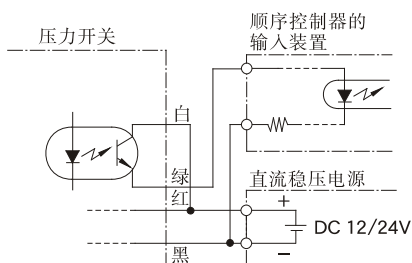 顺序控制器的
输入装置
压力开关
白
绿
红
直流稳压电源
+
DC 12/24V
−
黑